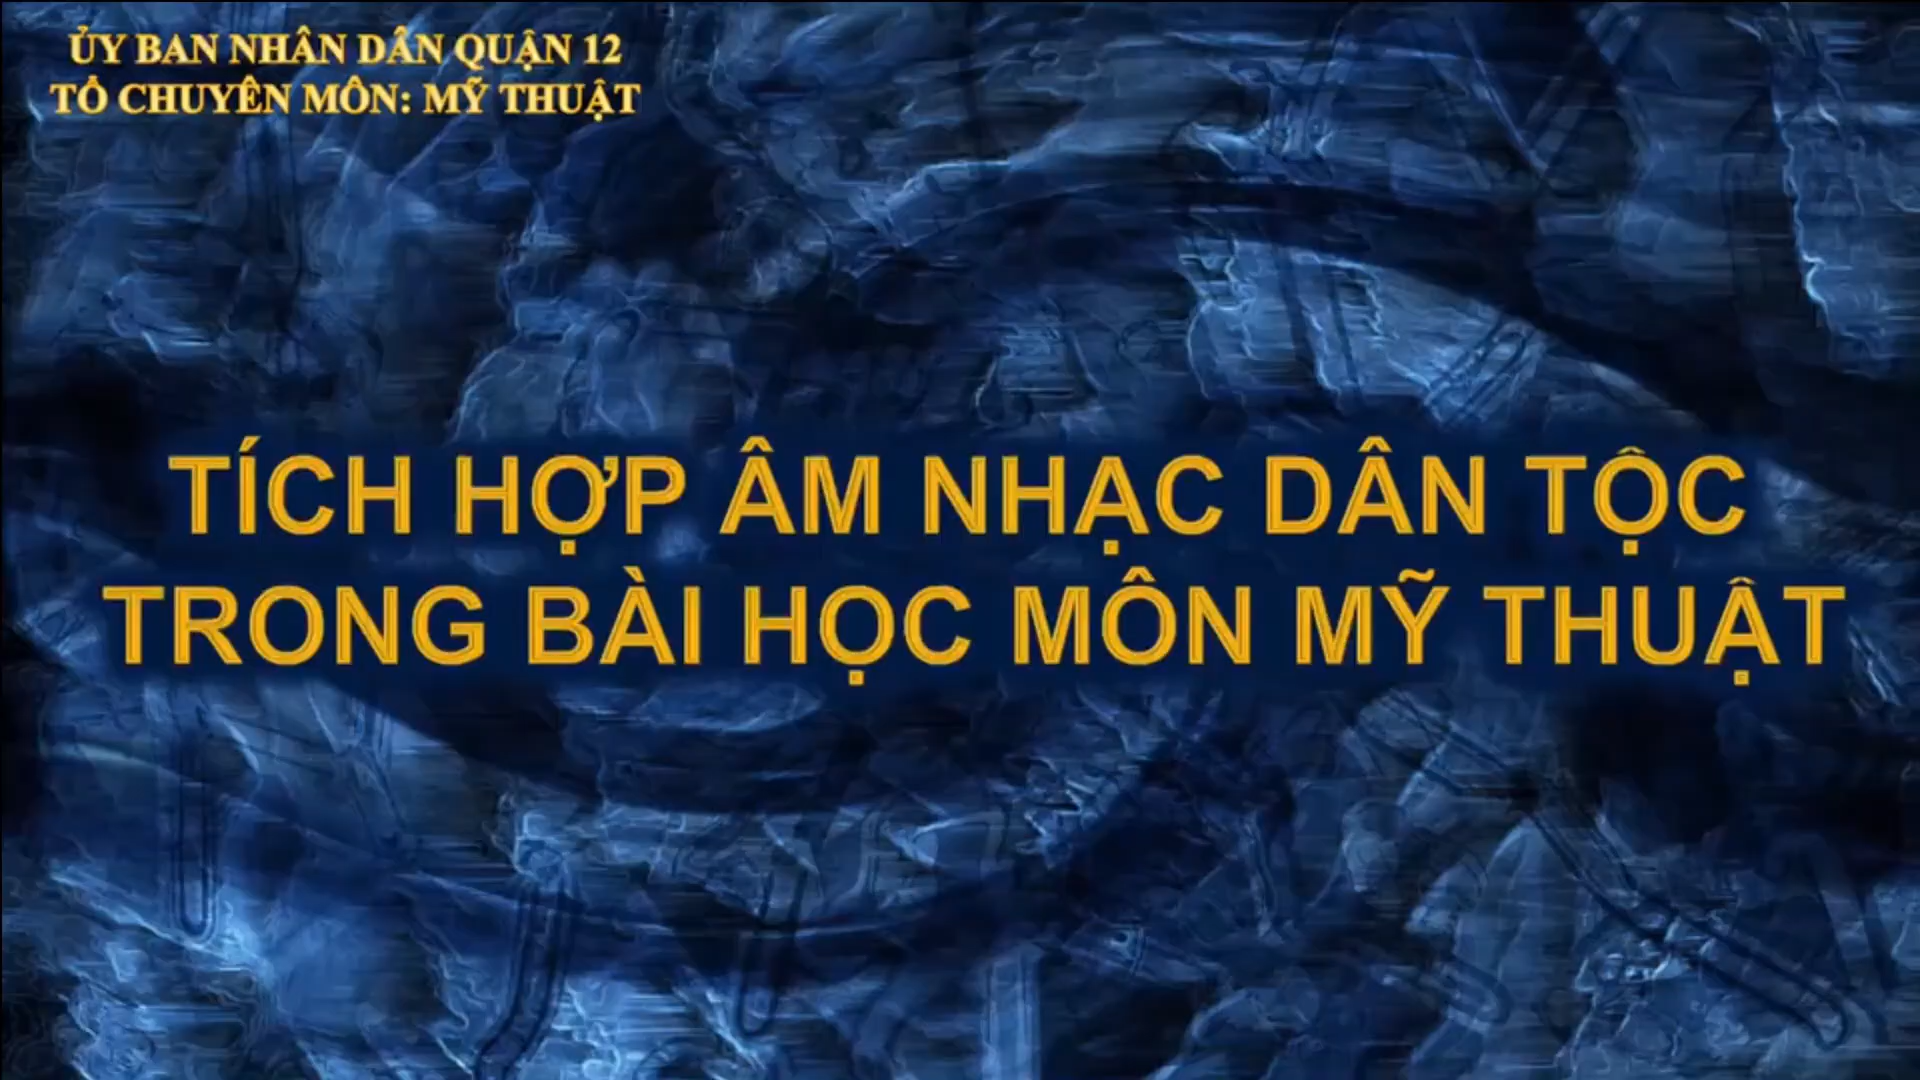 ỦY BAN NHÂN DÂN QUẬN 12
TỔ CHUYÊN MÔN: MỸ THUẬT
TÍCH HỢP ÂM NHẠC DÂN TỘC
TRONG BÀI HỌC MÔN MỸ THUẬT